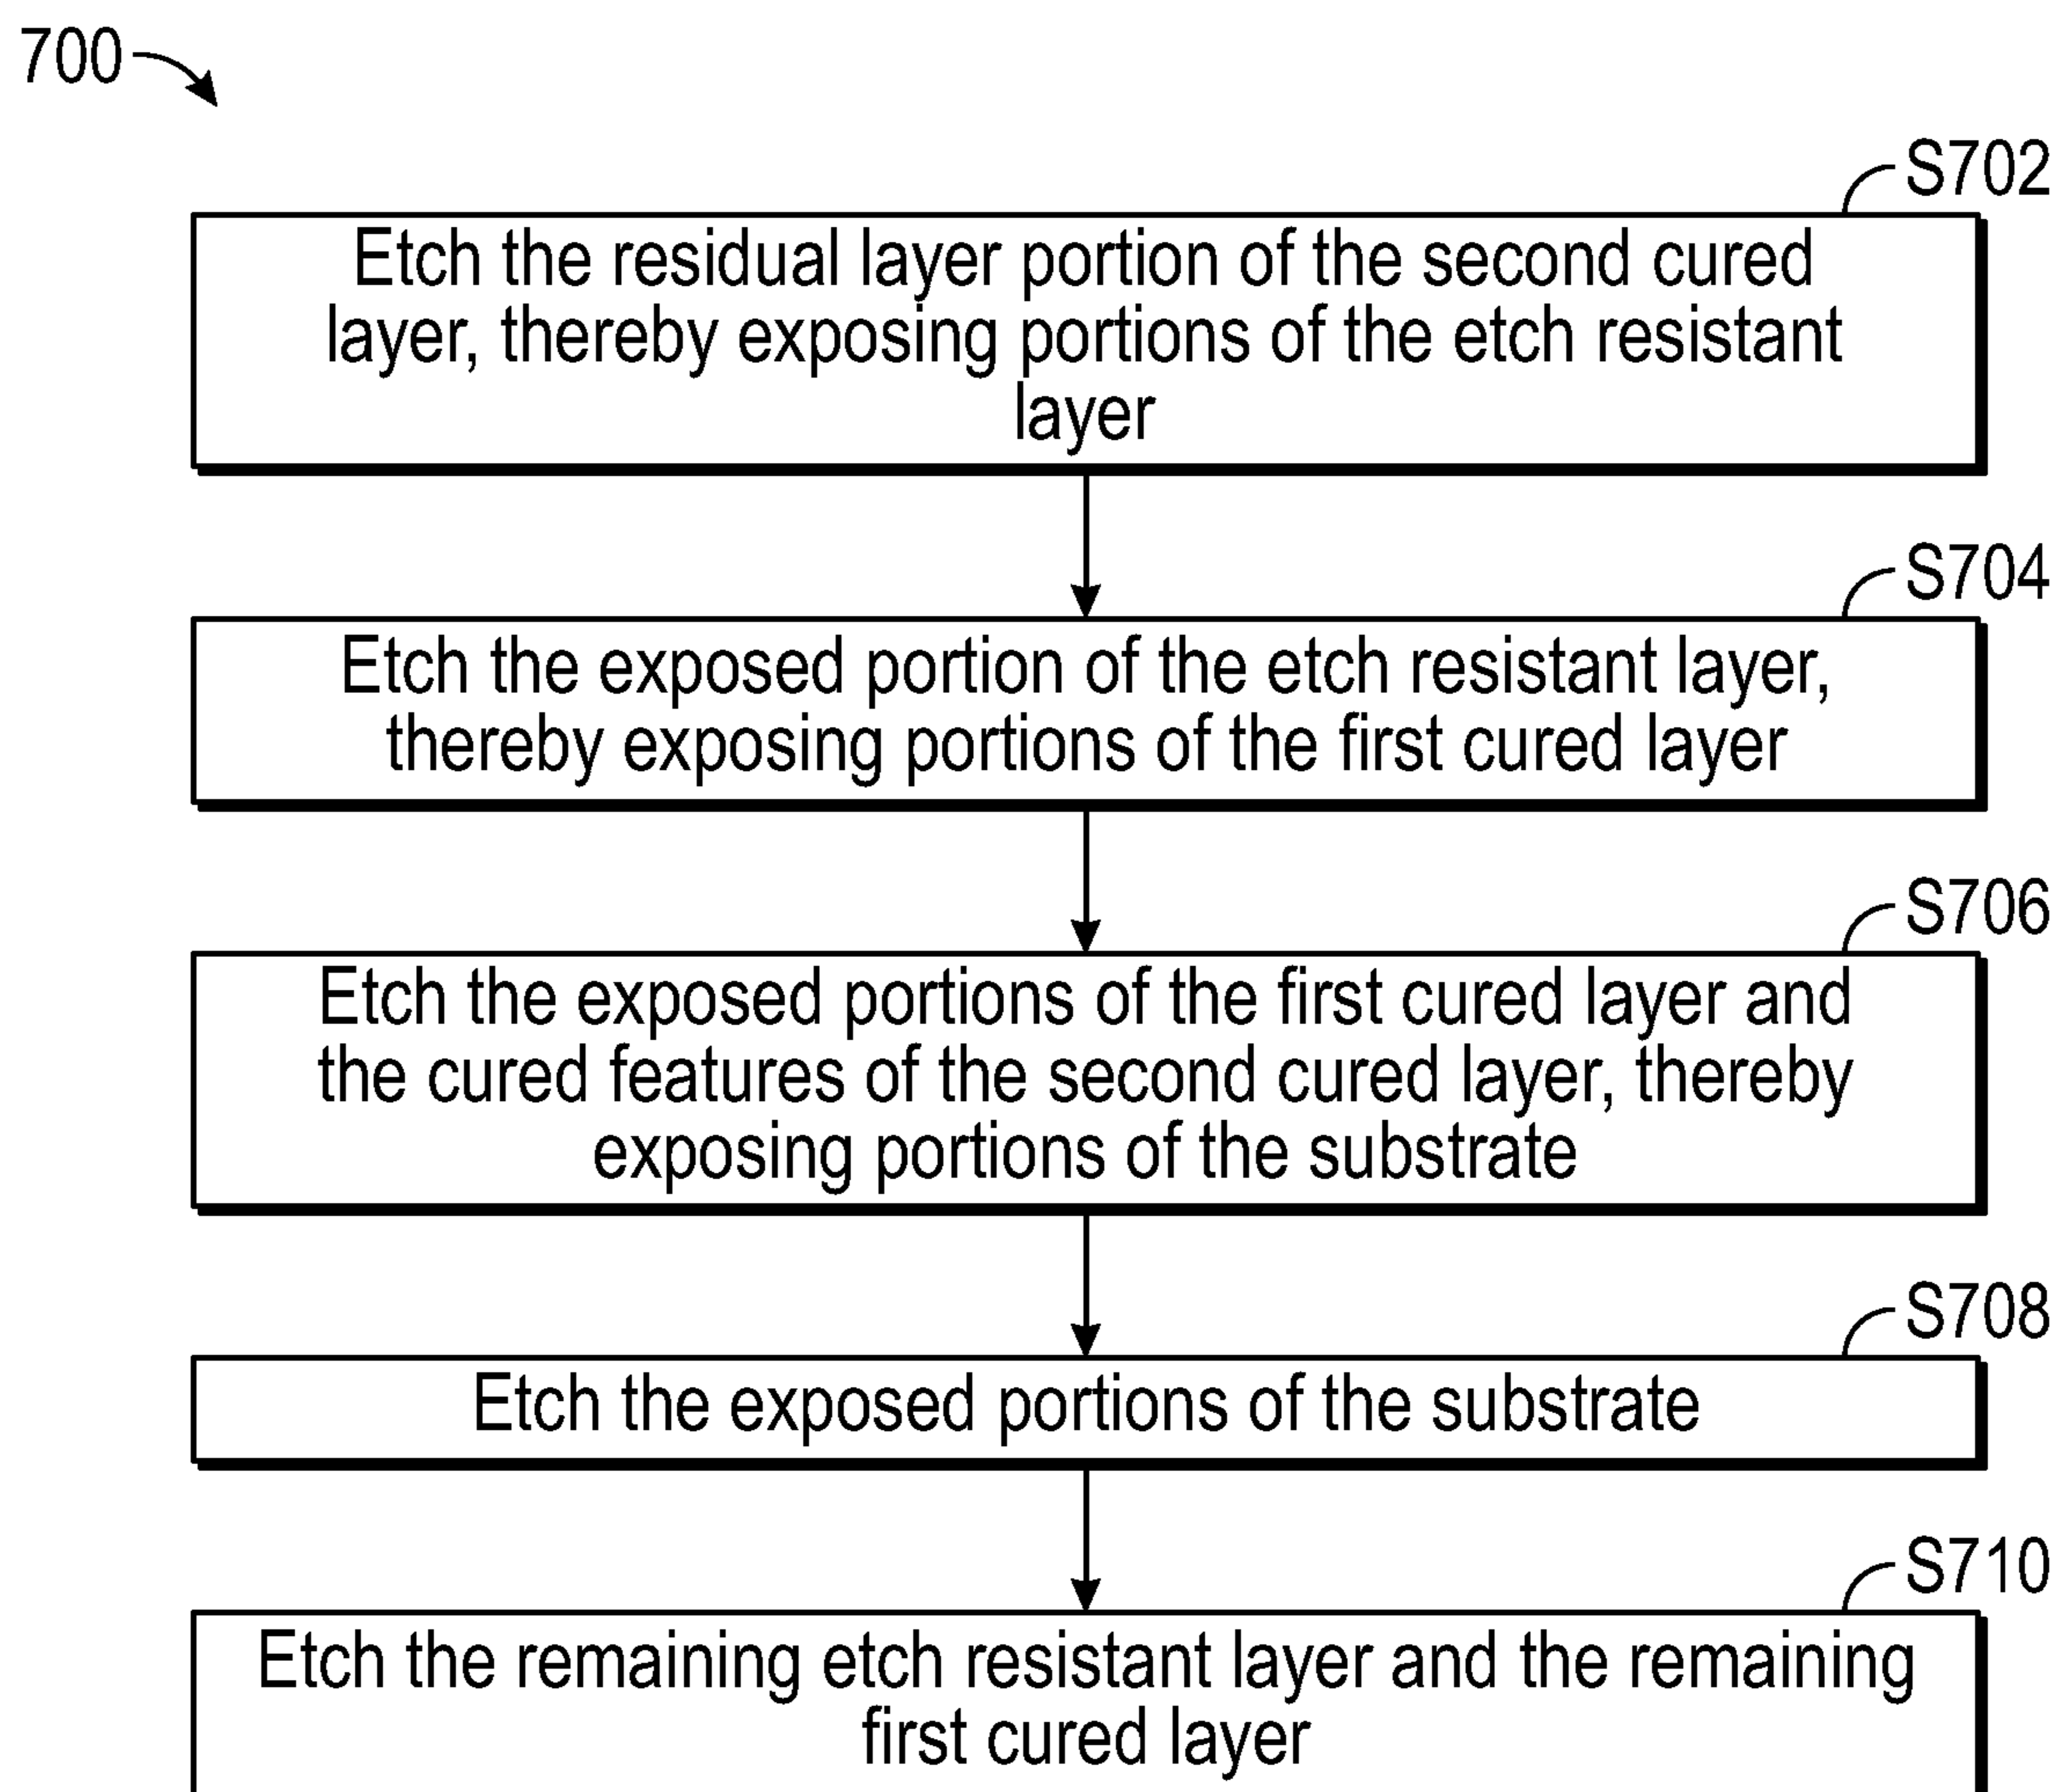 700
S702
Etch the residual layer portion of the second cured
layer, thereby exposing portions of the etch resistant
layer
S704
Etch the exposed portion of the etch resistant layer,
thereby exposing portions of the first cured layer
S706
Etch the exposed portions of the first cured layer and
the cured features of the second cured layer, thereby
exposing portions of the substrate
S708
Etch the exposed portions of the substrate
S710
Etch the remaining etch resistant layer and the remaining
first cured layer